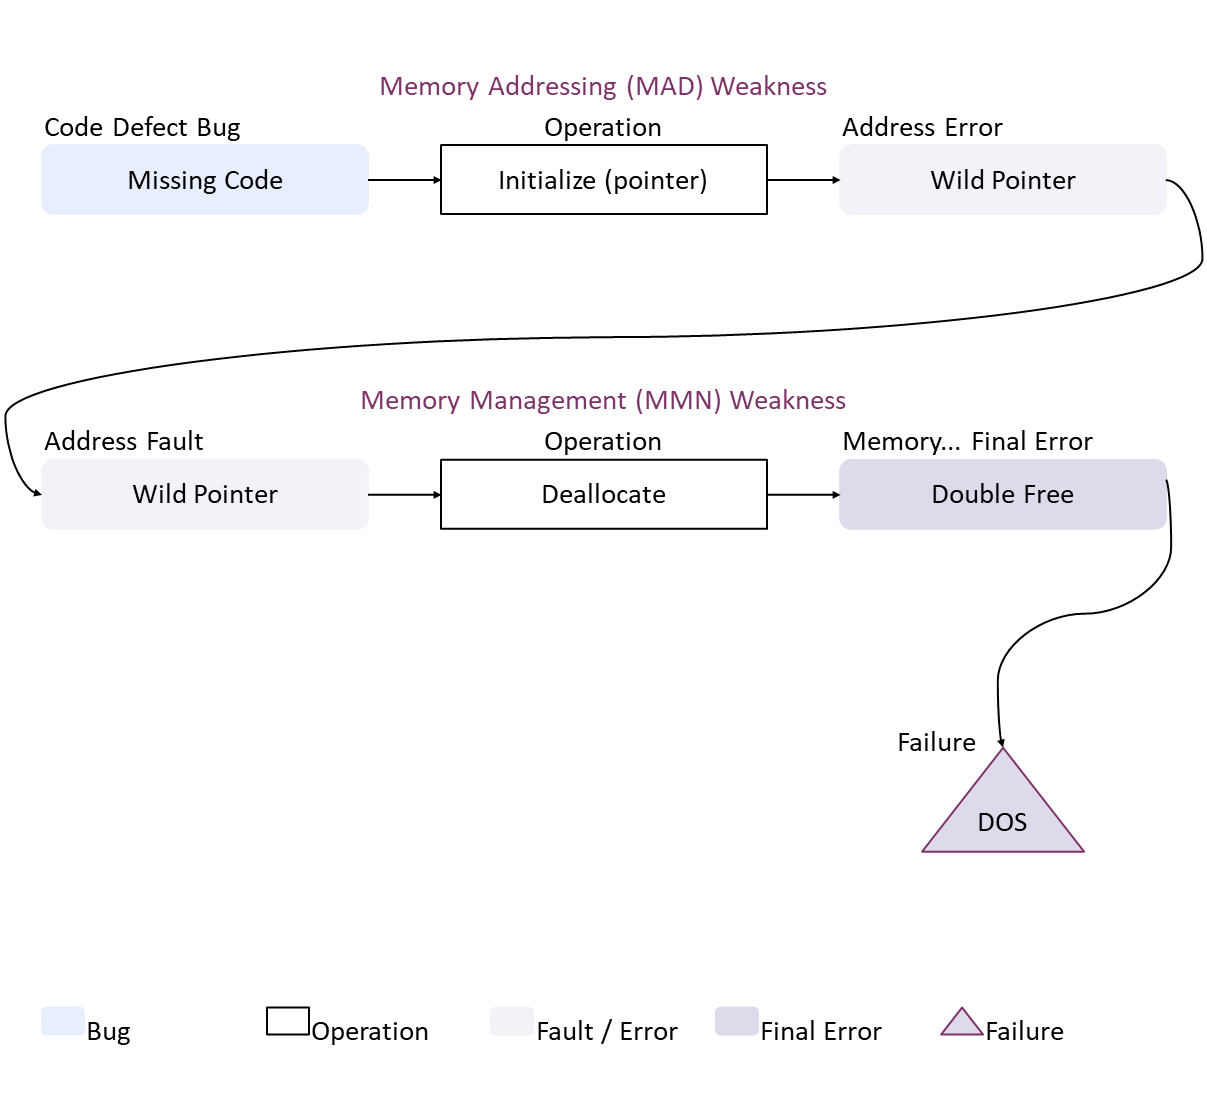 Memory Addressing (MAD) Weakness
Code Defect Bug
Operation
Address Error
Missing Code
Initialize (pointer)
Wild Pointer
Memory Management (MMN) Weakness
Address Fault
Operation
Memory... Final Error
Wild Pointer
Deallocate
Double Free
Failure
DOS
Bug
Operation
Fault / Error
Final Error
Failure